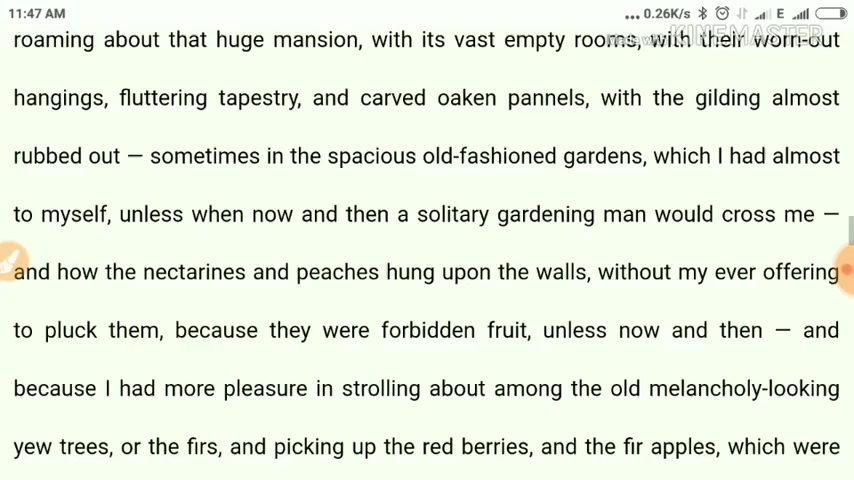 11:47 AM ... 0.26K/s E
KINEMASTER
roaming about that huge mansion, with its vast empty rooms, with their worn-out
hangings, fluttering tapestry, and carved oaken pannels, with the gilding almost
rubbed out — sometimes in the spacious old-fashioned gardens, which I had almost
to myself, unless when now and then a solitary gardening man would cross me —
and how the nectarines and peaches hung upon the walls, without my ever offering
to pluck them, because they were forbidden fruit, unless now and then — and
because I had more pleasure in strolling about among the old melancholy-looking
yew trees, or the firs, and picking up the red berries, and the fir apples, which were